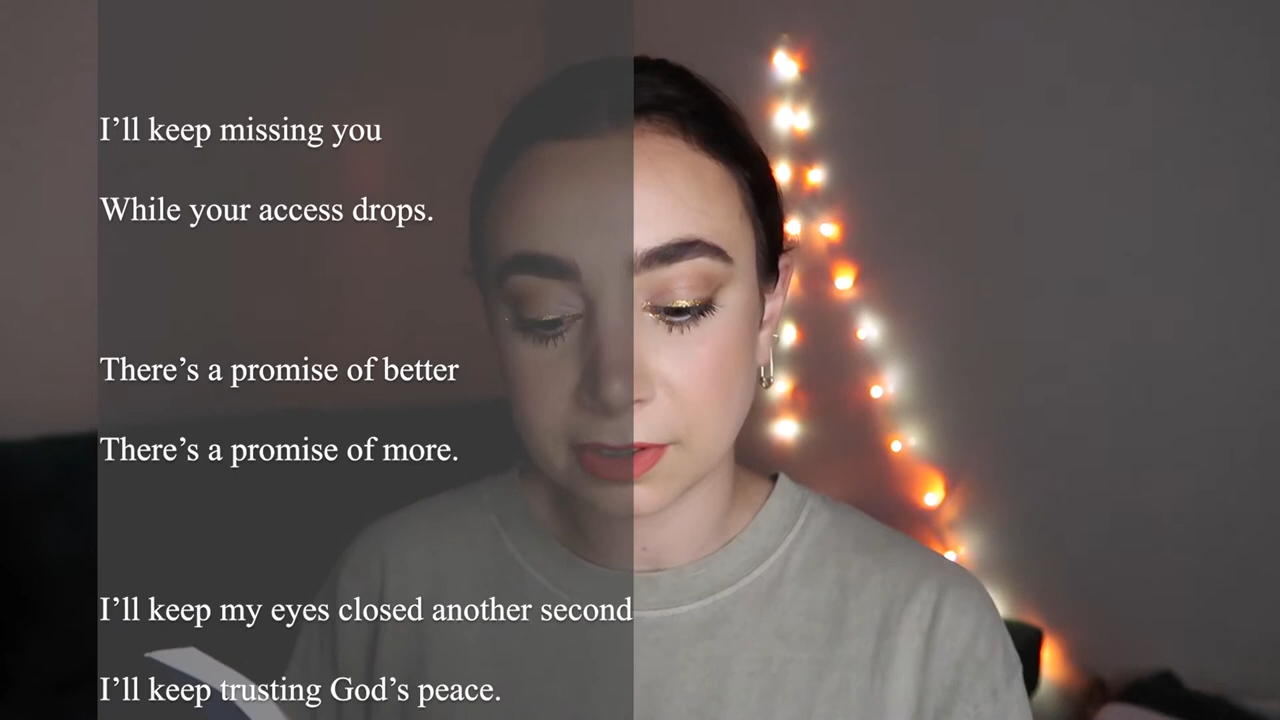 I’ll keep missing you
While your access drops.
There’s a promise of better
There’s a promise of more.
I’ll keep my eyes closed another second
I’ll keep trusting God’s peace.